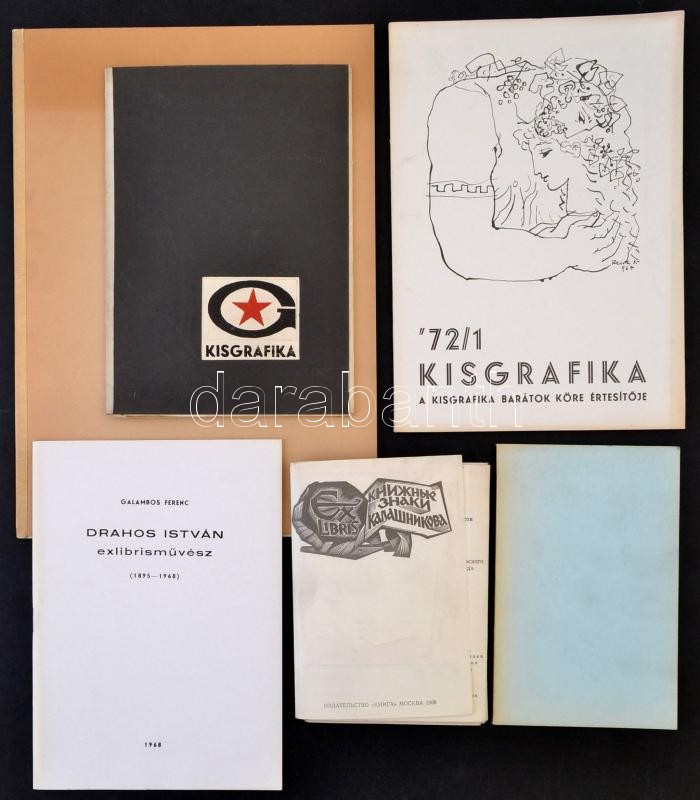 KISGRAFIKA
'72/1
KISGRAFIKA
A KISGRAFIKA BARÁTOK KÖRE ÉRTESÍTŐJE
darabanth
GALAMBOS FERENC
DRAHOS ISTVÁN
exlibrisművész
(1895—1968)
1968
EX
LIBRIS
КНИЖНЫЕ
ЗНАКИ
КАЛАШНИКОВА
ИЗДАТЕЛЬСТВО «КНИГА» МОСКВА 1966